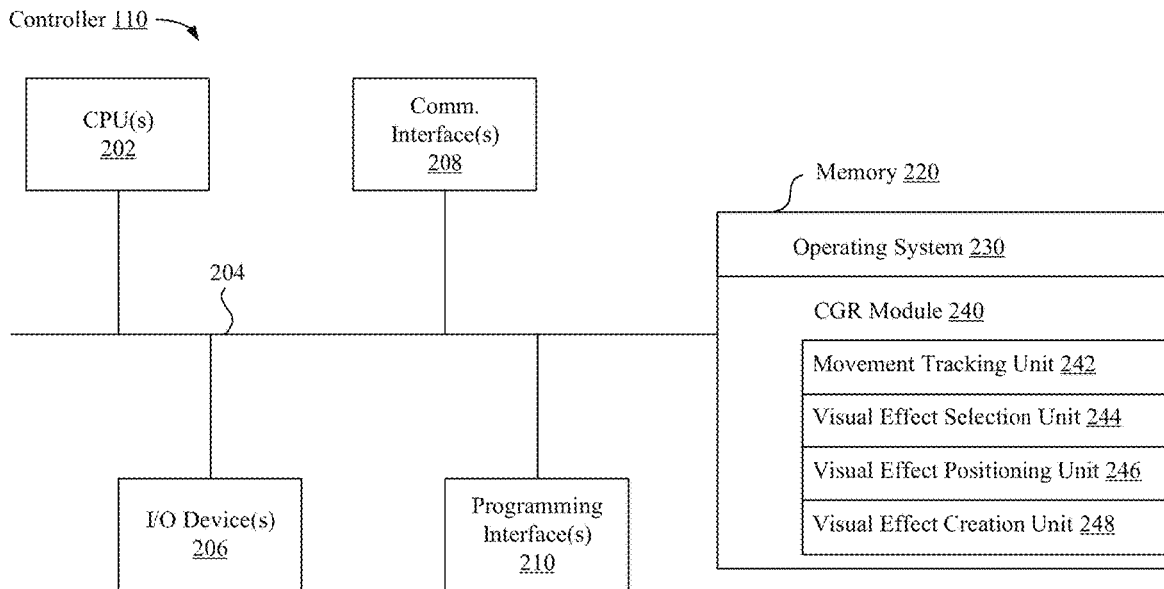 Controller 110
CPU(s)
202
Comm.
Interface(s)
208
Memory 220
Operating System 230
204
CGR Module 240
Movement Tracking Unit 242
Visual Effect Selection Unit 244
Visual Effect Positioning Unit 246
Visual Effect Creation Unit 248
I/O Device(s)
206
Programming
Interface(s)
210